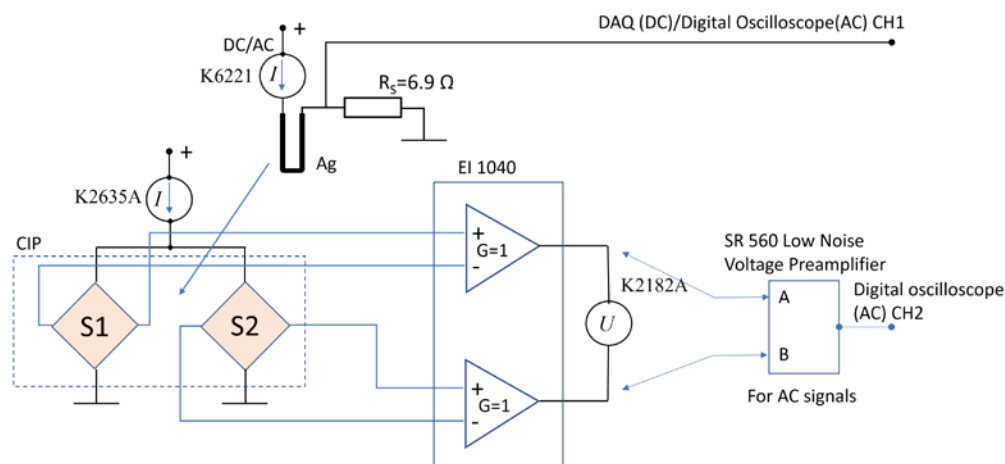 DAQ (DC)/Digital Oscilloscope(AC) CH1
+
DC/AC
K6221
I
R_S=6.9 Ω
Ag
+
K2635A
I
EI 1040
CIP
S1
S2
+
G=1
-
+
G=1
-
K2182A
U
SR 560 Low Noise
Voltage Preamplifier
A
B
Digital oscilloscope
(AC) CH2
For AC signals